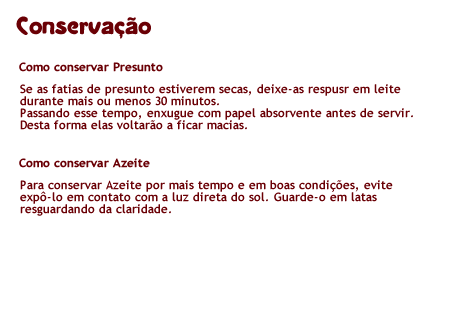 Conservação
Como conservar Presunto
Se as fatias de presunto estiverem secas, deixe-as respusr em leite
durante mais ou menos 30 minutos.
Passando esse tempo, enxugue com papel absorvente antes de servir.
Desta forma elas voltarão a ficar macias.
Como conservar Azeite
Para conservar Azeite por mais tempo e em boas condições, evite
expô-lo em contato com a luz direta do sol. Guarde-o em latas
resguardando da claridade.